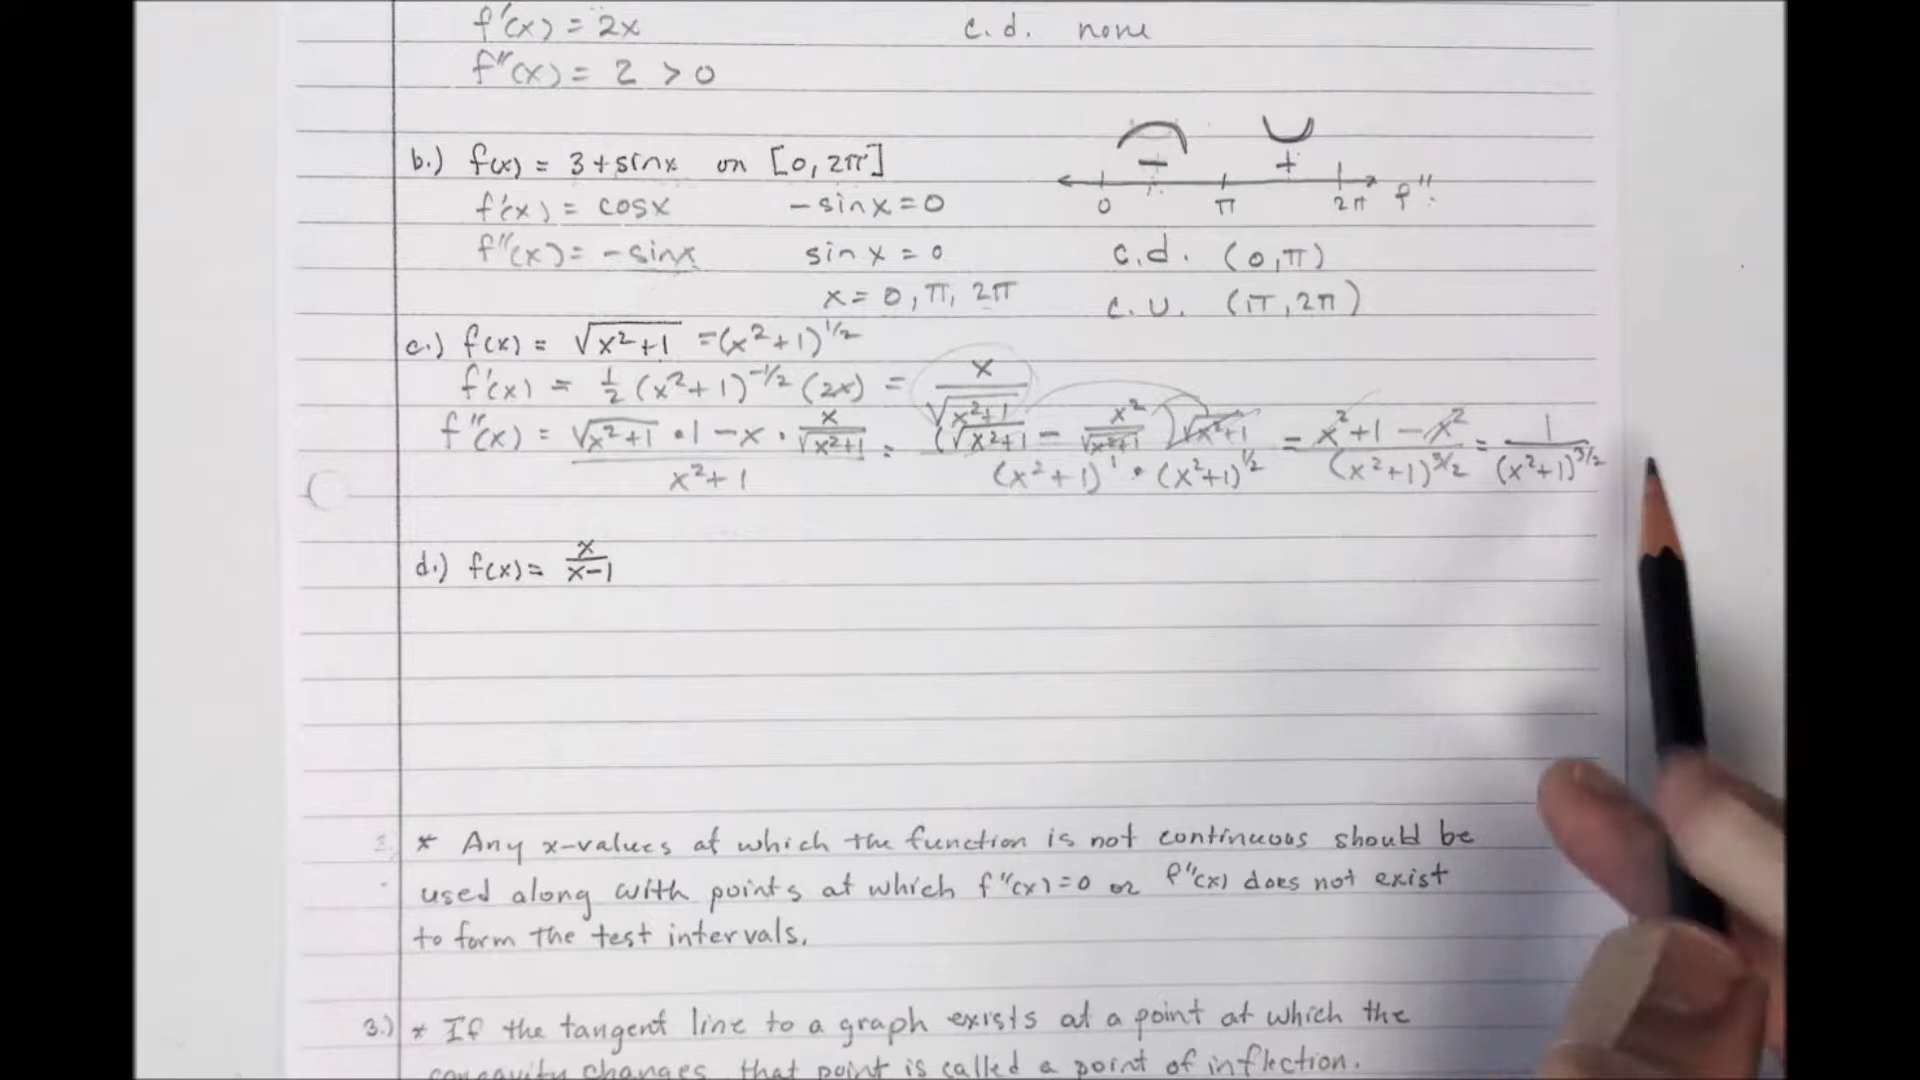 f'(x) = 2x c.d. none
f''(x) = 2 > 0
b.) f(x) = 3 + sinx on [0, 2π]
− +
0 π 2π f''
f'(x) = cosx -sinx = 0
f''(x) = -sinx sin x = 0 c.d. (0, π)
x = 0, π, 2π c.u. (π, 2π)
c.) f(x) = √(x²+1) = (x²+1)^(1/2)
f'(x) = 1/2 (x²+1)^(-1/2) (2x) = x/√(x²+1)
f''(x) = (√(x²+1) · 1 - x · x/√(x²+1))/(x²+1) = ((√(x²+1) - x²/√(x²+1))√(x²+1))/((x²+1)^1 · (x²+1)^(1/2)) = (x²+1-x²)/(x²+1)^(3/2) = 1/(x²+1)^(3/2)
d.) f(x) = x/(x-1)
* Any x-values at which the function is not continuous should be
used along with points at which f''(x)=0 or f''(x) does not exist
to form the test intervals.
3.) * If the tangent line to a graph exists at a point at which the
concavity changes, that point is called a point of inflection.